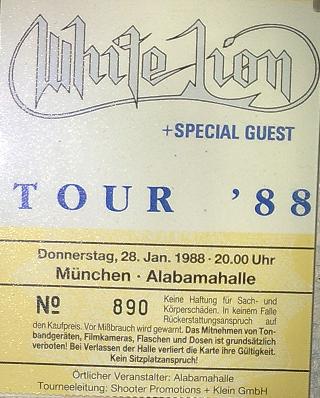 White Lion
+SPECIAL GUEST
TOUR '88
Donnerstag, 28. Jan. 1988 · 20.00 Uhr
München · Alabamahalle
Nº 890
Keine Haftung für Sach- und
Körperschäden. In keinem Falle
Rückerstattungsanspruch auf
den Kaufpreis. Vor Mißbrauch wird gewarnt. Das Mitnehmen von Ton-
bandgeräten, Filmkameras, Flaschen und Dosen ist grundsätzlich
verboten! Bei Verlassen der Halle verliert die Karte ihre Gültigkeit.
Kein Sitzplatzanspruch!
Örtlicher Veranstalter: Alabamahalle
Tourneeleitung: Shooter Promotions + Klein GmbH